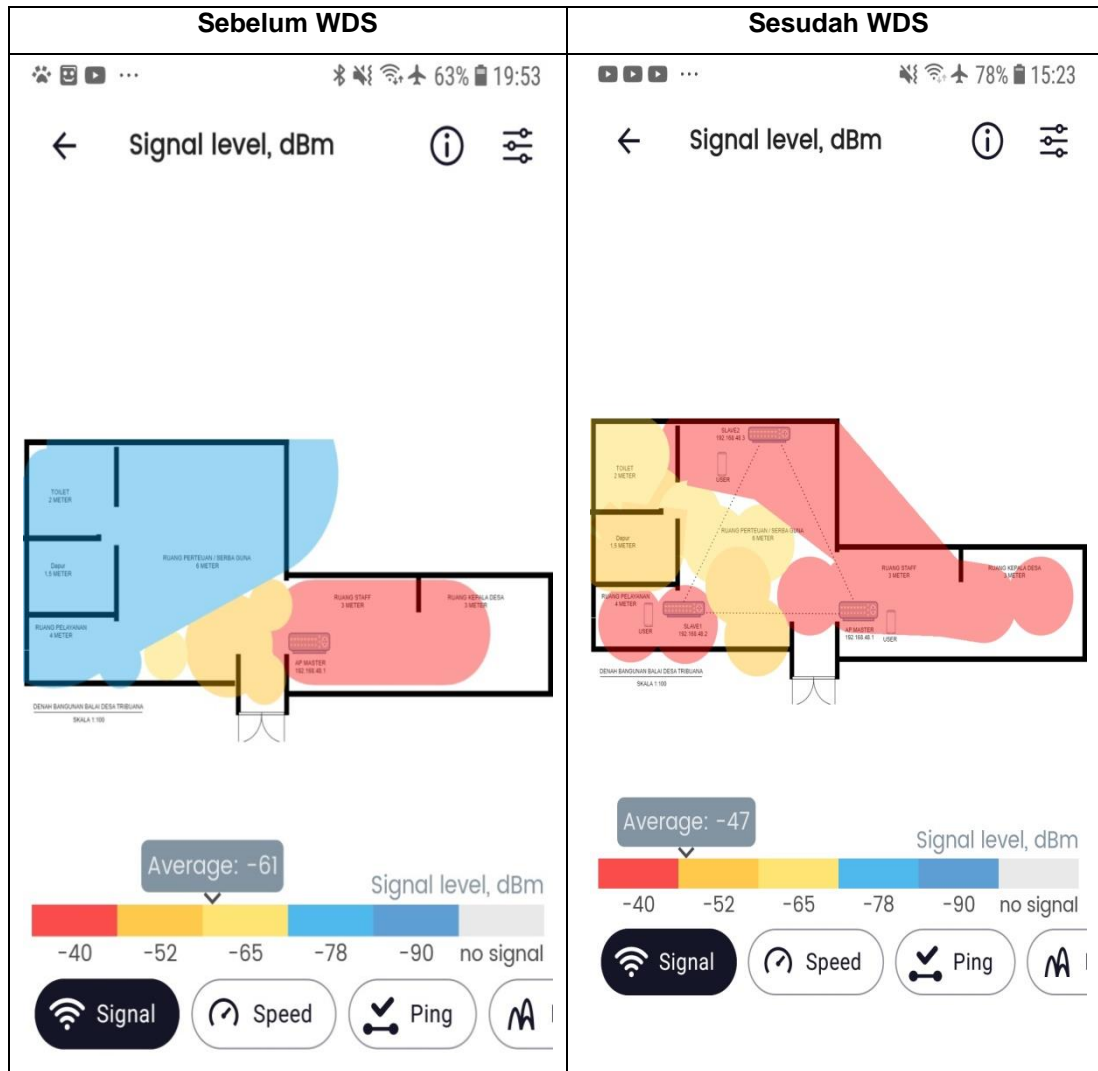 Sebelum WDS
Sesudah WDS
63% 19:53
Signal level, dBm
TOILET
2 METER
Dapur
1,5 METER
RUANG PERTEUAN / SERBA GUNA
6 METER
RUANG STAFF
3 METER
RUANG KEPALA DESA
3 METER
RUANG PELAYANAN
4 METER
AP MASTER
192.168.48.1
DENAH BANGUNAN BALAI DESA TRIBUANA
SKALA 1:100
Average: -61
Signal level, dBm
-40 -52 -65 -78 -90 no signal
Signal Speed Ping
78% 15:23
Signal level, dBm
SLAVE2
192.168.48.3
TOILET
2 METER
USER
RUANG PERTEUAN / SERBA GUNA
6 METER
Dapur
1,5 METER
RUANG STAFF
3 METER
RUANG KEPALA DESA
3 METER
RUANG PELAYANAN
4 METER
USER
SLAVE1
192.168.48.2
AP MASTER
192.168.48.1
USER
DENAH BANGUNAN BALAI DESA TRIBUANA
SKALA 1:100
Average: -47
Signal level, dBm
-40 -52 -65 -78 -90 no signal
Signal Speed Ping